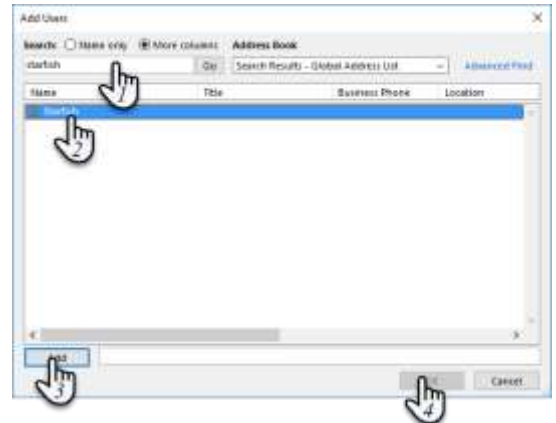 Add Users
Search: Name only More columns Address Book
starfish Go Search Results - Global Address List Advanced Find
Name Title Business Phone Location
Starfish
1
2
Add
3
4
Cancel